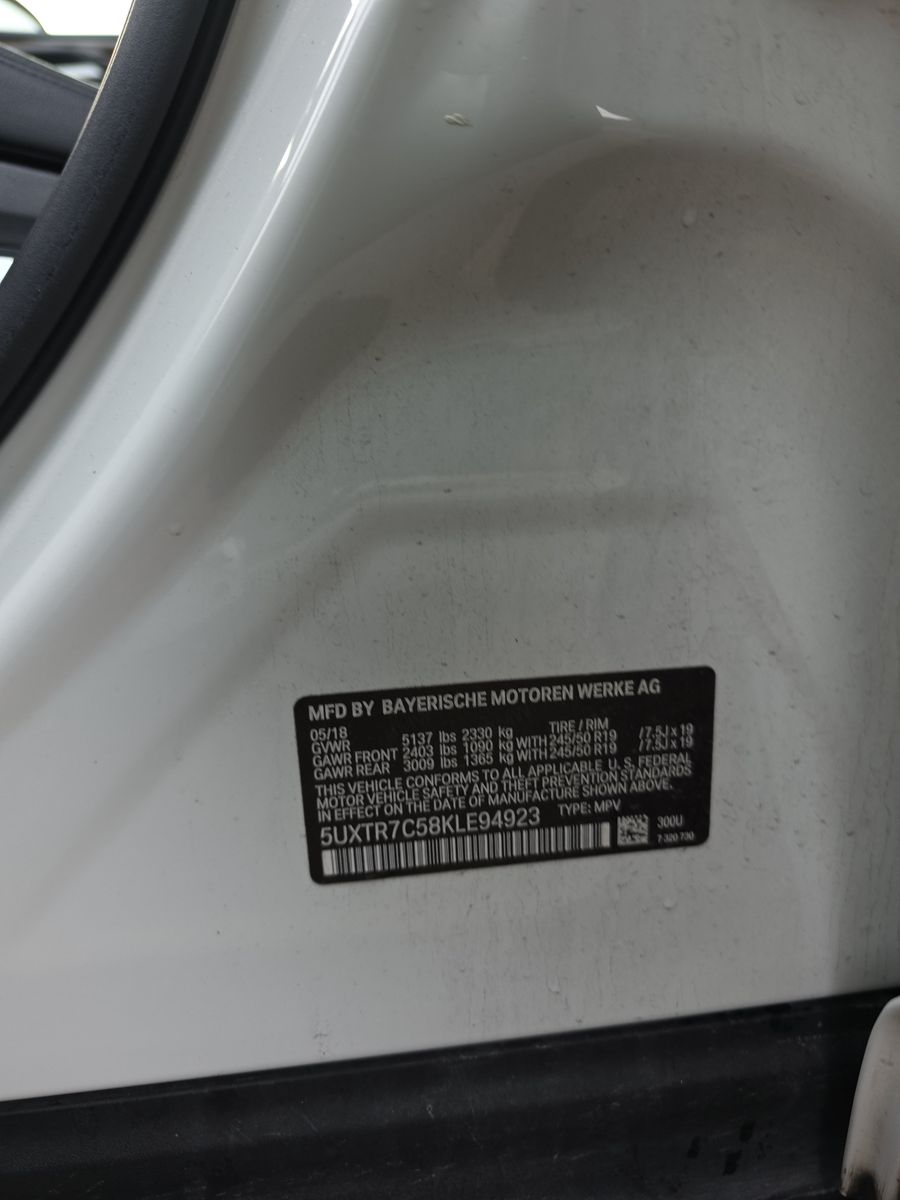 MFD BY BAYERISCHE MOTOREN WERKE AG
05/18 TIRE / RIM
GVWR 5137 lbs 2330 kg
GAWR FRONT 2403 lbs 1090 kg WITH 245/50 R19 /7.5J x 19
GAWR REAR 3009 lbs 1365 kg WITH 245/50 R19 /7.5J x 19
THIS VEHICLE CONFORMS TO ALL APPLICABLE U. S. FEDERAL
MOTOR VEHICLE SAFETY AND THEFT PREVENTION STANDARDS
IN EFFECT ON THE DATE OF MANUFACTURE SHOWN ABOVE.
5UXTR7C58KLE94923 TYPE: MPV
300U
7 320 730